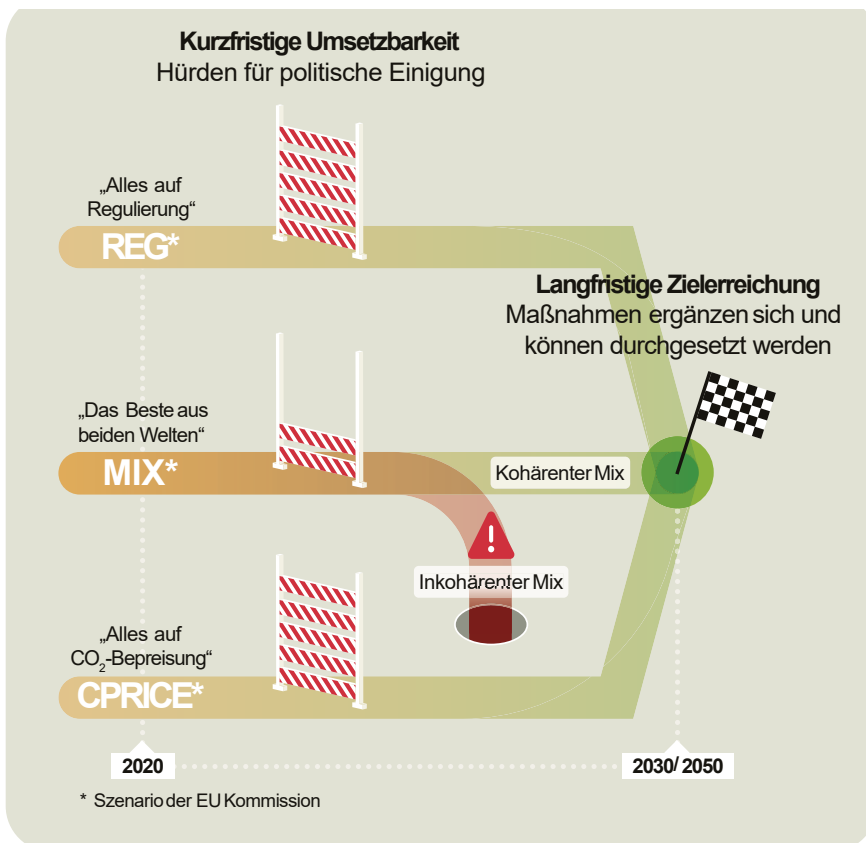 Kurzfristige Umsetzbarkeit
Hürden für politische Einigung
„Alles auf
Regulierung“
REG*
Langfristige Zielerreichung
Maßnahmen ergänzen sich und
können durchgesetzt werden
„Das Beste aus
beiden Welten“
MIX*
Kohärenter Mix
!
Inkohärenter Mix
„Alles auf
CO₂-Bepreisung“
CPRICE*
2020
2030/2050
* Szenario der EU Kommission